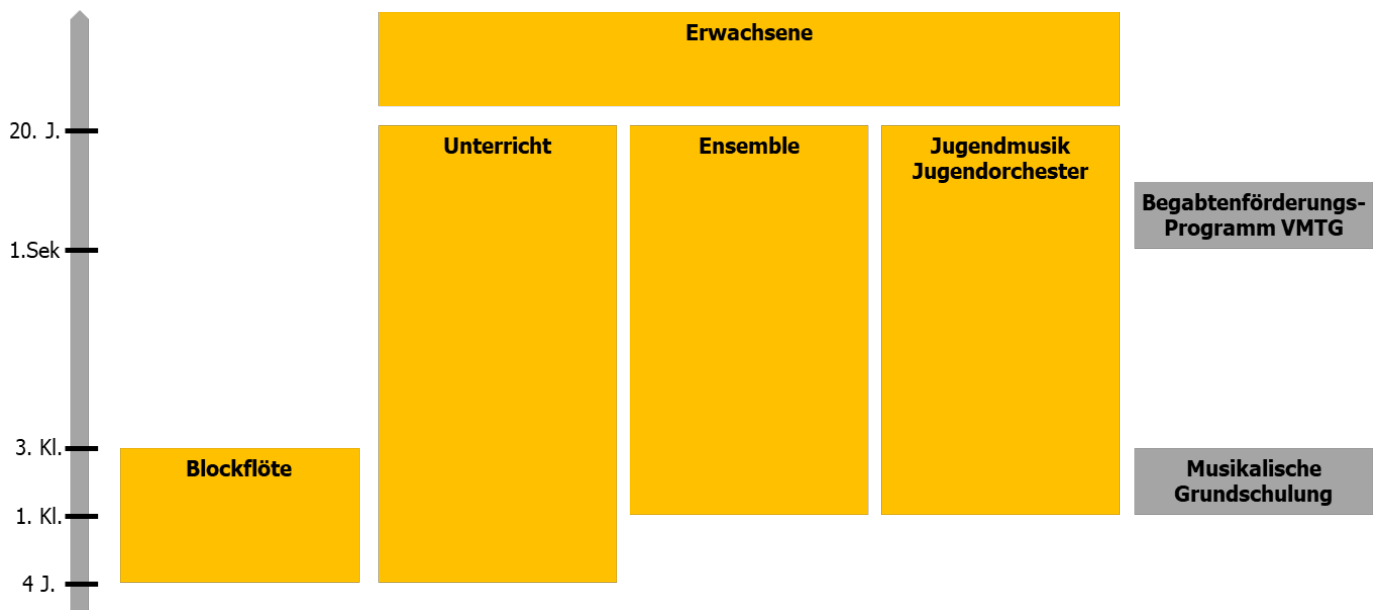 Erwachsene
20. J.
Unterricht
Ensemble
Jugendmusik
Jugendorchester
Begabtenförderungs-
Programm VMTG
1.Sek
3. Kl.
Blockflöte
Musikalische
Grundschulung
1. Kl.
4 J.